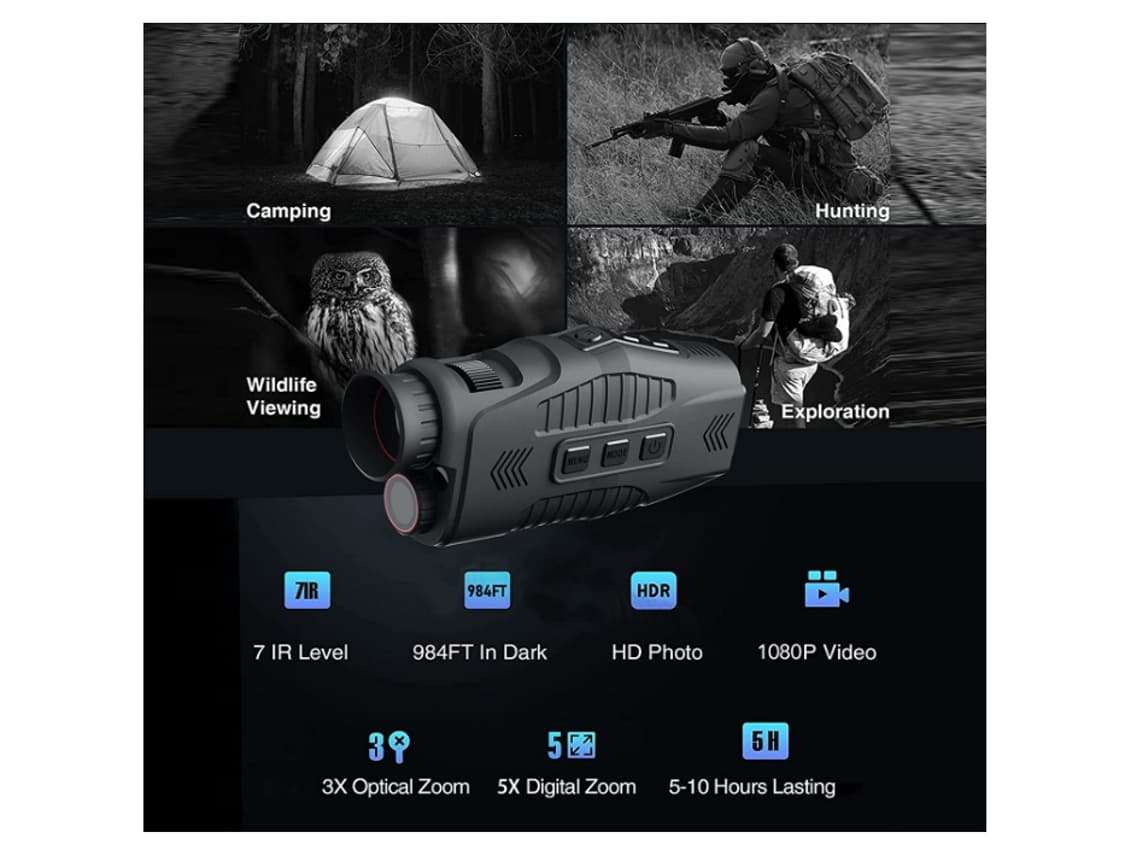 Camping
Hunting
Wildlife
Viewing
Exploration
MENU
MODE
7IR
984FT
HDR
7 IR Level
984FT In Dark
HD Photo
1080P Video
3
5
5H
3X Optical Zoom
5X Digital Zoom
5-10 Hours Lasting